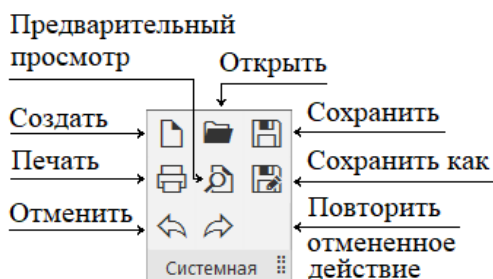 Предварительный
просмотр
Открыть
Создать
Сохранить
Печать
Сохранить как
Отменить
Повторить
отмененное
действие
Системная